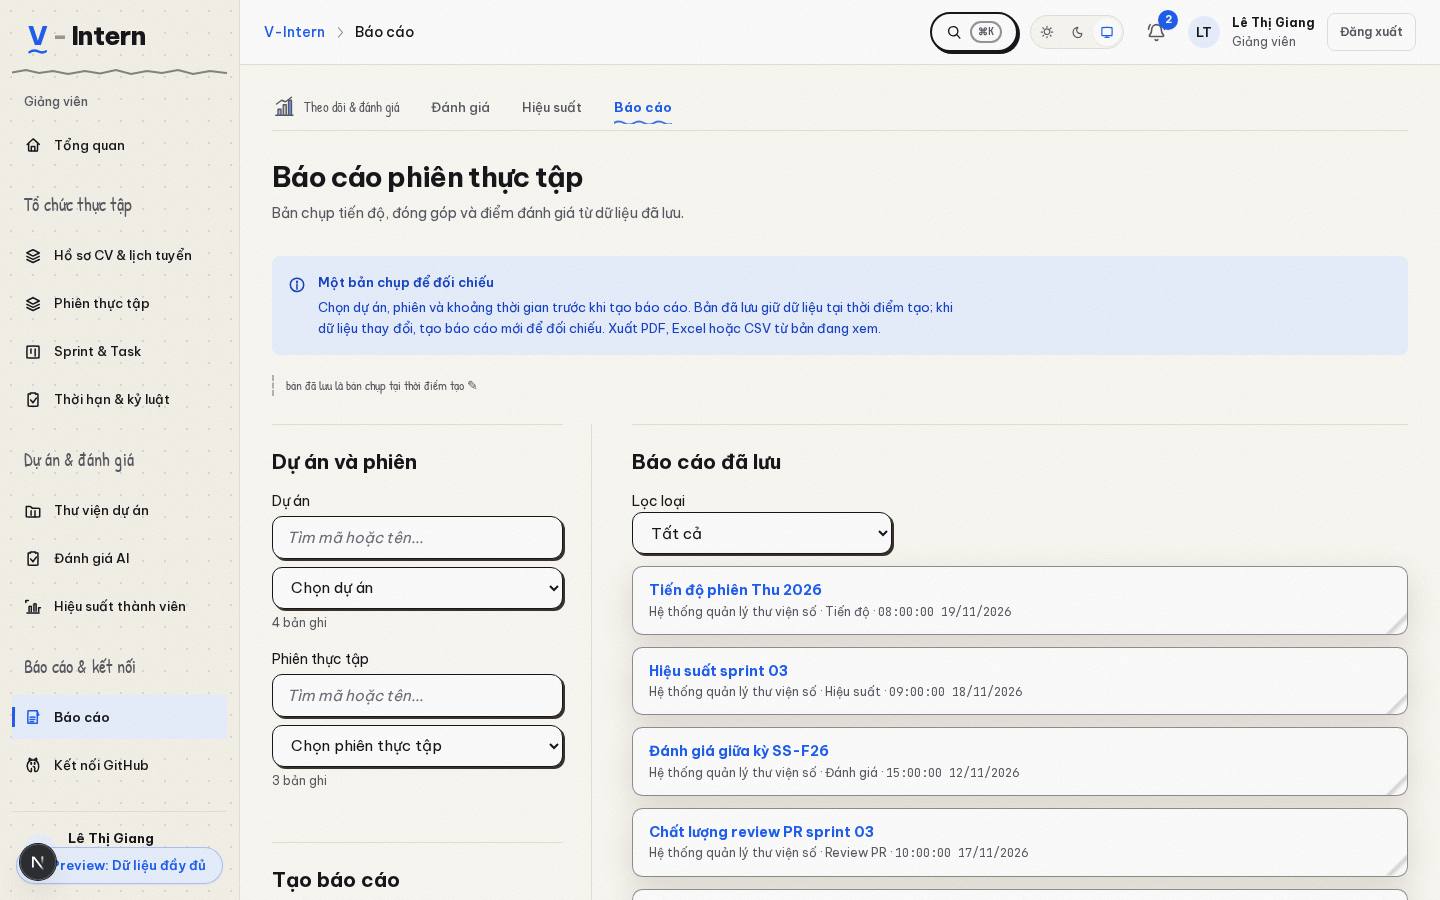 V - Intern
Giảng viên
Tổng quan
Tổ chức thực tập
Hồ sơ CV & lịch tuyển
Phiên thực tập
Sprint & Task
Thời hạn & kỷ luật
Dự án & đánh giá
Thư viện dự án
Đánh giá AI
Hiệu suất thành viên
Báo cáo & kết nối
Báo cáo
Kết nối GitHub
Lê Thị Giang
Preview: Dữ liệu đầy đủ
V-Intern > Báo cáo
⌘K
2
LT
Lê Thị Giang
Giảng viên
Đăng xuất
Theo dõi & đánh giá
Đánh giá
Hiệu suất
Báo cáo
Báo cáo phiên thực tập
Bản chụp tiến độ, đóng góp và điểm đánh giá từ dữ liệu đã lưu.
Một bản chụp để đối chiếu
Chọn dự án, phiên và khoảng thời gian trước khi tạo báo cáo. Bản đã lưu giữ dữ liệu tại thời điểm tạo; khi
dữ liệu thay đổi, tạo báo cáo mới để đối chiếu. Xuất PDF, Excel hoặc CSV từ bản đang xem.
bản đã lưu là bản chụp tại thời điểm tạo ✎
Dự án và phiên
Dự án
Tìm mã hoặc tên...
Chọn dự án
4 bản ghi
Phiên thực tập
Tìm mã hoặc tên...
Chọn phiên thực tập
3 bản ghi
Tạo báo cáo
Báo cáo đã lưu
Lọc loại
Tất cả
Tiến độ phiên Thu 2026
Hệ thống quản lý thư viện số · Tiến độ · 08:00:00 19/11/2026
Hiệu suất sprint 03
Hệ thống quản lý thư viện số · Hiệu suất · 09:00:00 18/11/2026
Đánh giá giữa kỳ SS-F26
Hệ thống quản lý thư viện số · Đánh giá · 15:00:00 12/11/2026
Chất lượng review PR sprint 03
Hệ thống quản lý thư viện số · Review PR · 10:00:00 17/11/2026